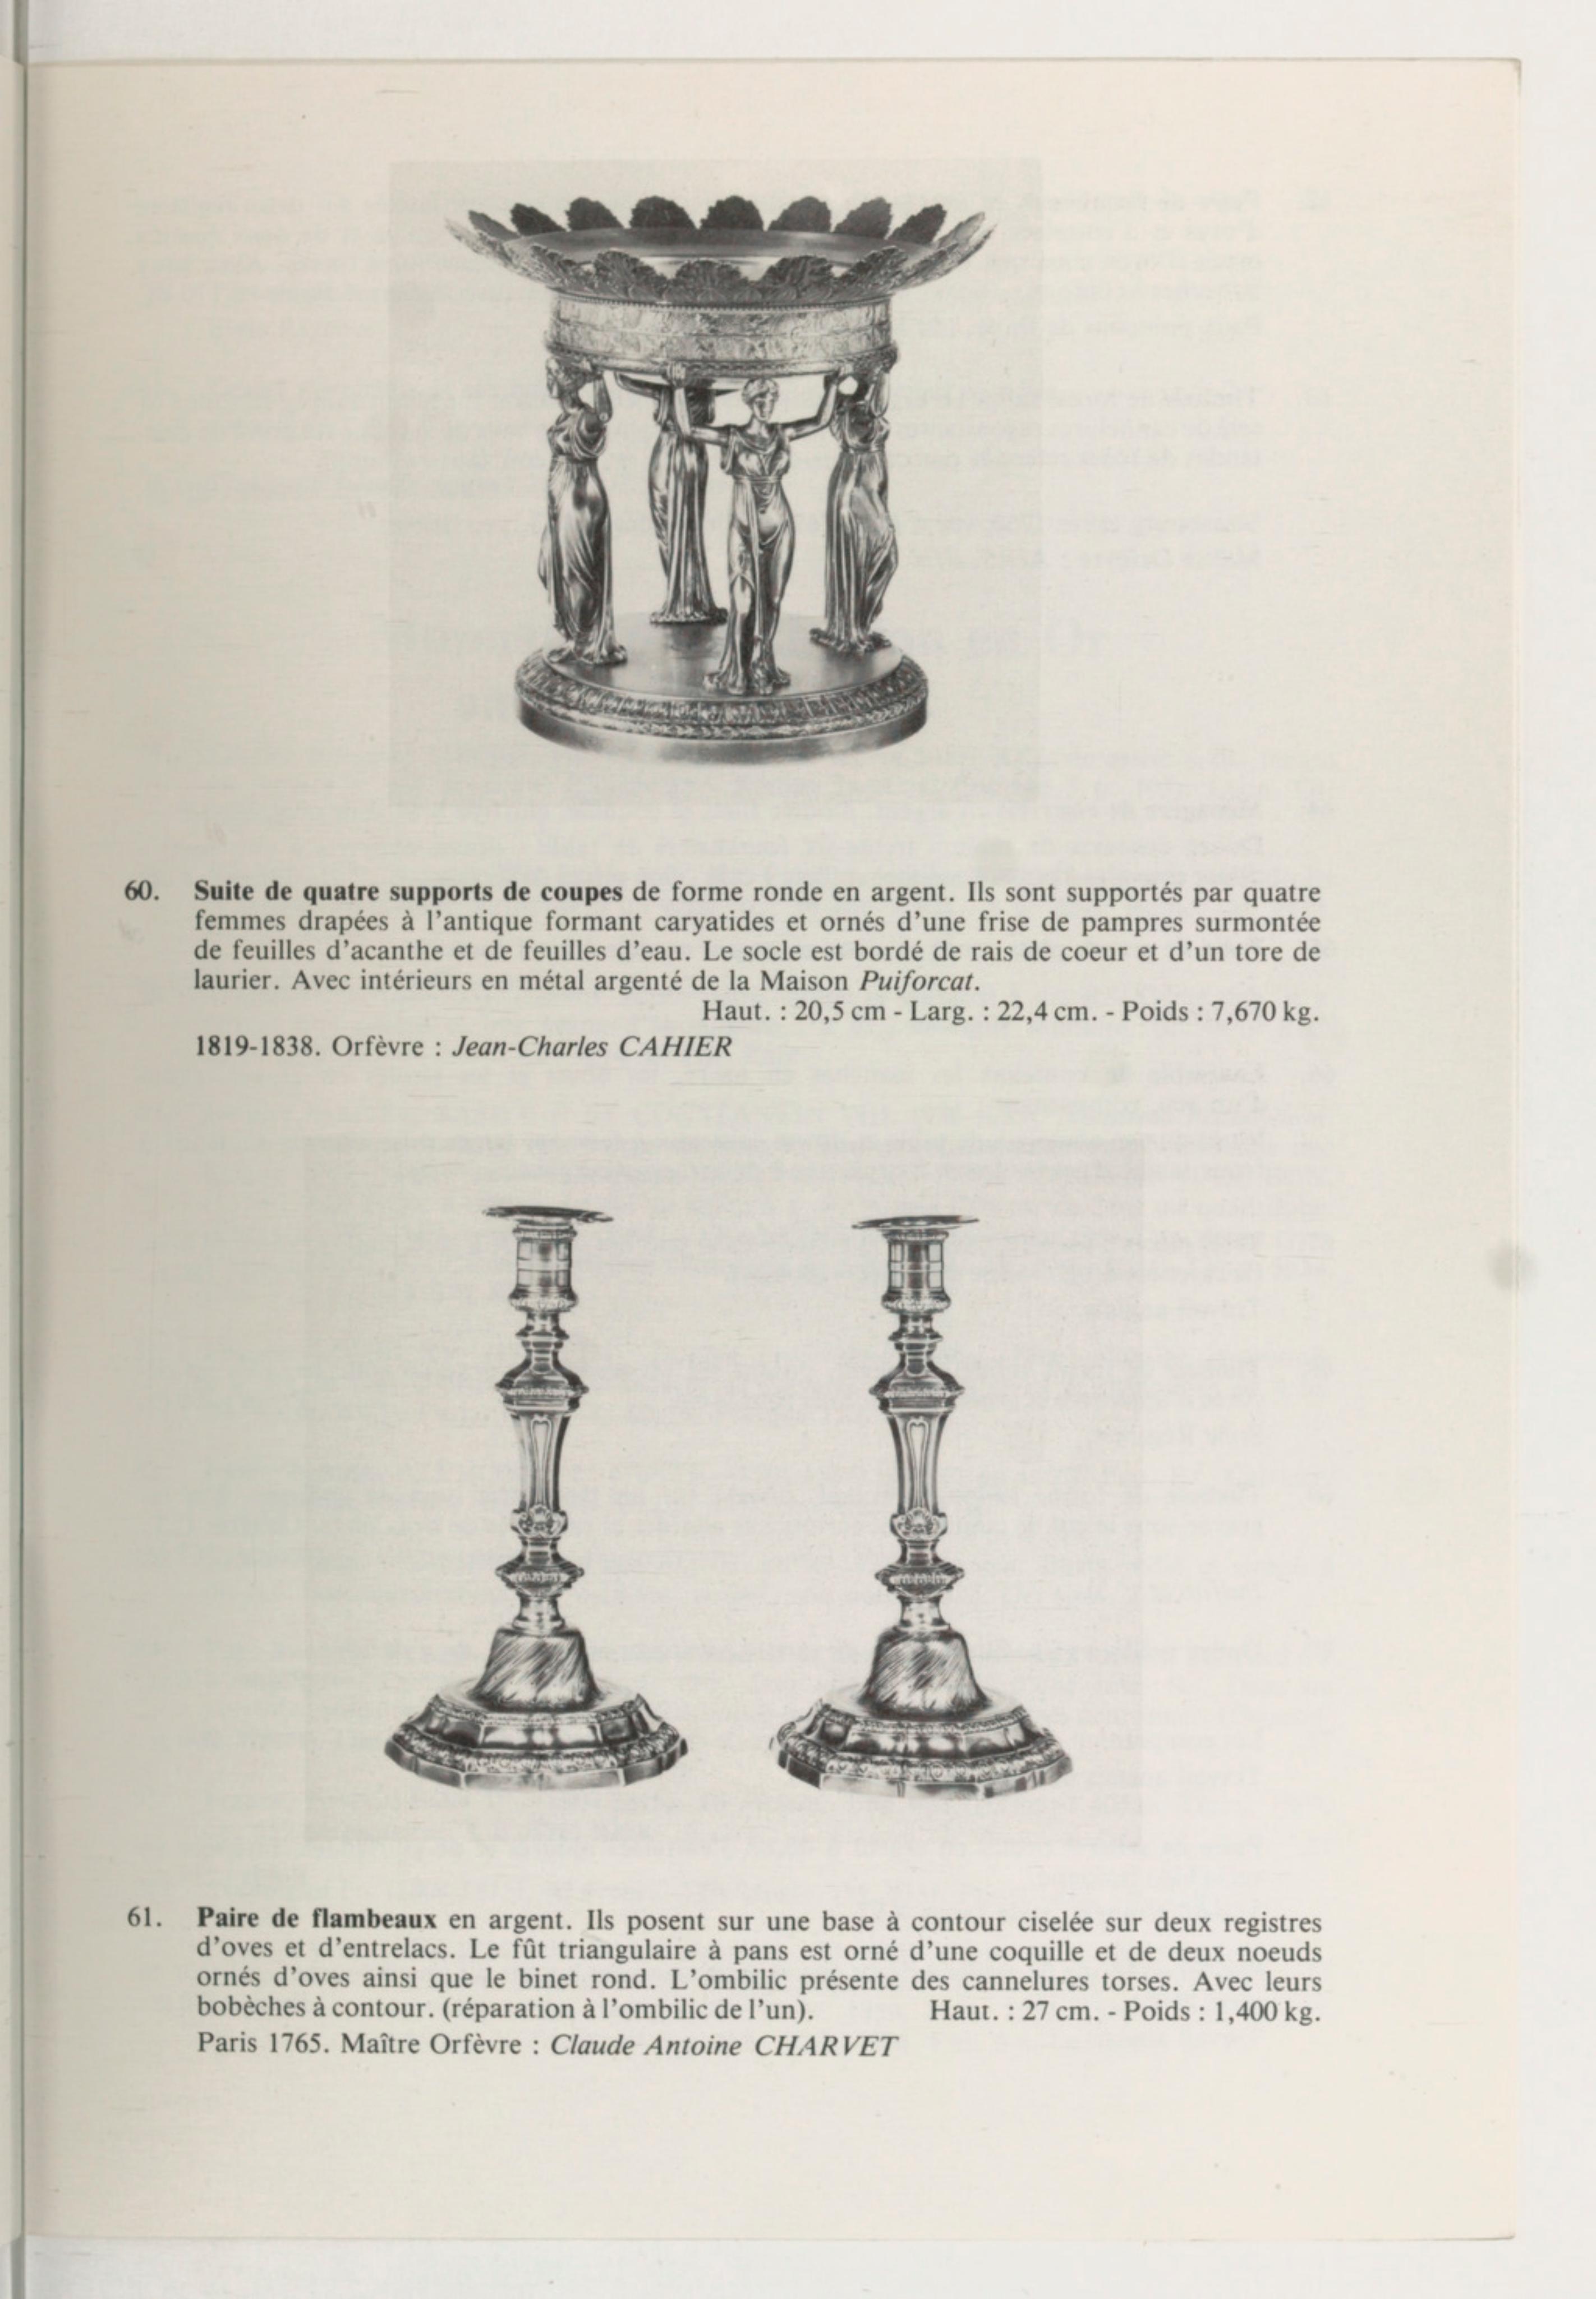 60. Suite de quatre supports de coupes de forme ronde en argent. Ils sont supportés par quatre
femmes drapées à l'antique formant caryatides et ornés d'une frise de pampres surmontée
de feuilles d'acanthe et de feuilles d'eau. Le socle est bordé de rais de coeur et d'un tore de
laurier. Avec intérieurs en métal argenté de la Maison Puiforcat.
Haut. : 20,5 cm - Larg. : 22,4 cm. - Poids : 7,670 kg.
1819-1838. Orfèvre : Jean-Charles CAHIER
61. Paire de flambeaux en argent. Ils posent sur une base à contour ciselée sur deux registres
d'oves et d'entrelacs. Le fût triangulaire à pans est orné d'une coquille et de deux noeuds
ornés d'oves ainsi que le binet rond. L'ombilic présente des cannelures torses. Avec leurs
bobèches à contour. (réparation à l'ombilic de l'un). Haut. : 27 cm. - Poids : 1,400 kg.
Paris 1765. Maître Orfèvre : Claude Antoine CHARVET